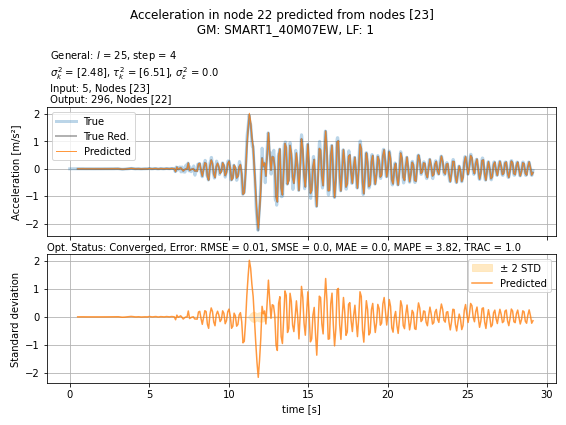 Acceleration in node 22 predicted from nodes [23]
GM: SMART1_40M07EW, LF: 1
General: l = 25, step = 4
σ²ₖ = [2.48], τ²ₖ = [6.51], σ²ε = 0.0
Input: 5, Nodes [23]
Output: 296, Nodes [22]
Acceleration [m/s²]
2
1
0
−1
−2
True
True Red.
Predicted
Opt. Status: Converged, Error: RMSE = 0.01, SMSE = 0.0, MAE = 0.0, MAPE = 3.82, TRAC = 1.0
Standard deviation
2
1
0
−1
−2
± 2 STD
Predicted
0 5 10 15 20 25 30
time [s]